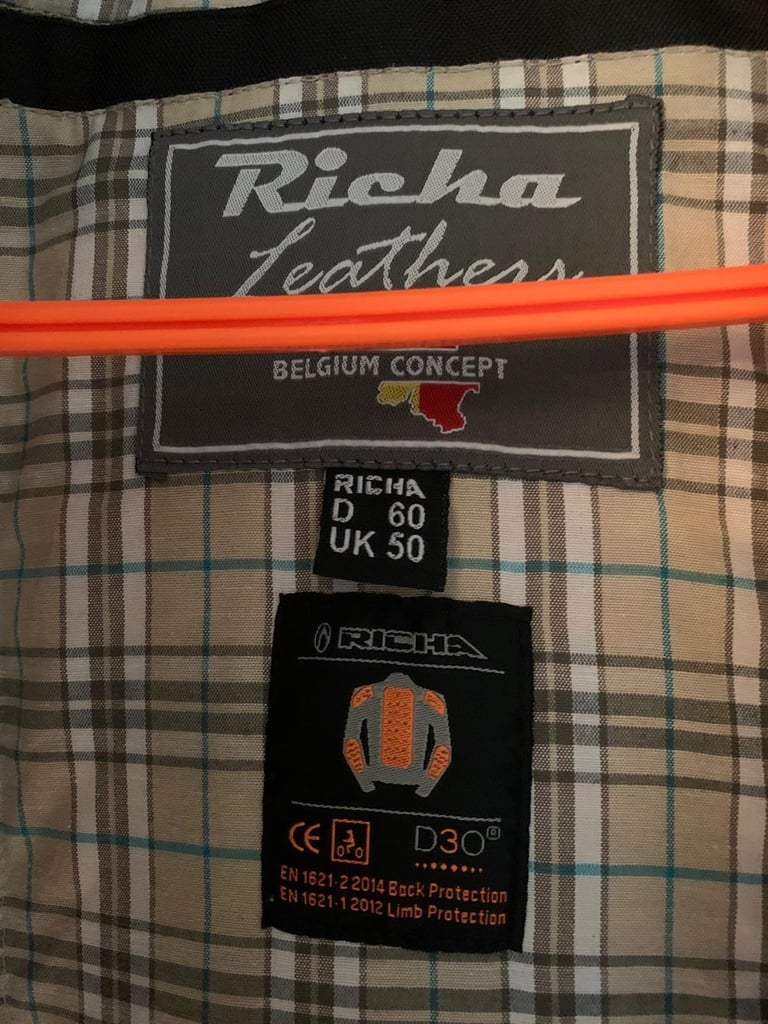 Richa
Leathers
BELGIUM CONCEPT
RICHA
D 60
UK 50
RICHA
CE
D3O®
EN 1621-2 2014 Back Protection
EN 1621-1 2012 Limb Protection